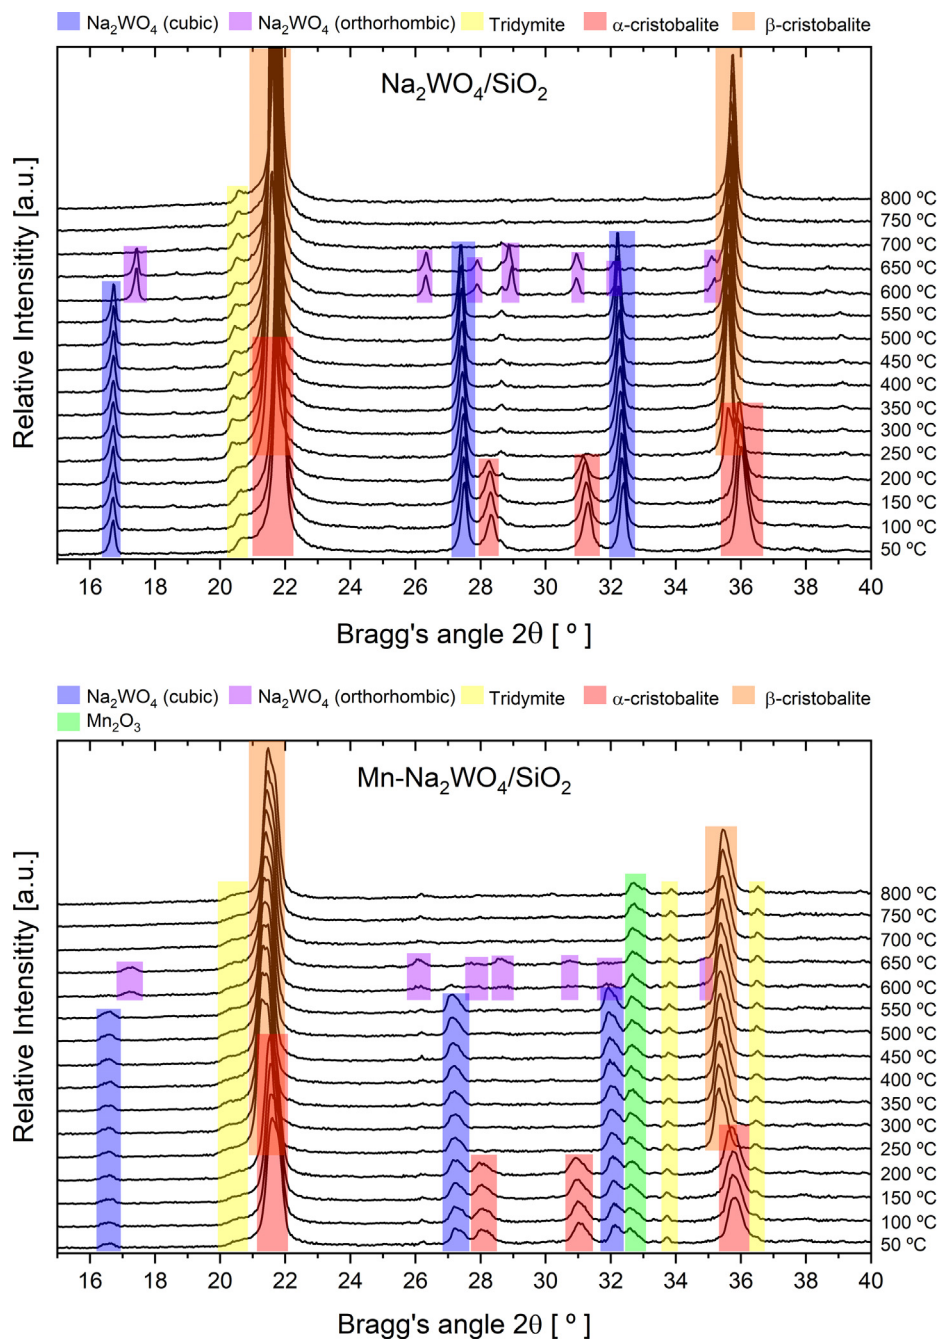 Na₂WO₄ (cubic) Na₂WO₄ (orthorhombic) Tridymite α-cristobalite β-cristobalite
Na₂WO₄/SiO₂
Relative Intensity [a.u.]
800 ºC
750 ºC
700 ºC
650 ºC
600 ºC
550 ºC
500 ºC
450 ºC
400 ºC
350 ºC
300 ºC
250 ºC
200 ºC
150 ºC
100 ºC
50 ºC
16 18 20 22 24 26 28 30 32 34 36 38 40
Bragg's angle 2θ [ º ]
Na₂WO₄ (cubic) Na₂WO₄ (orthorhombic) Tridymite α-cristobalite β-cristobalite
Mn₂O₃
Mn-Na₂WO₄/SiO₂
Relative Intensity [a.u.]
800 ºC
750 ºC
700 ºC
650 ºC
600 ºC
550 ºC
500 ºC
450 ºC
400 ºC
350 ºC
300 ºC
250 ºC
200 ºC
150 ºC
100 ºC
50 ºC
16 18 20 22 24 26 28 30 32 34 36 38 40
Bragg's angle 2θ [ º ]